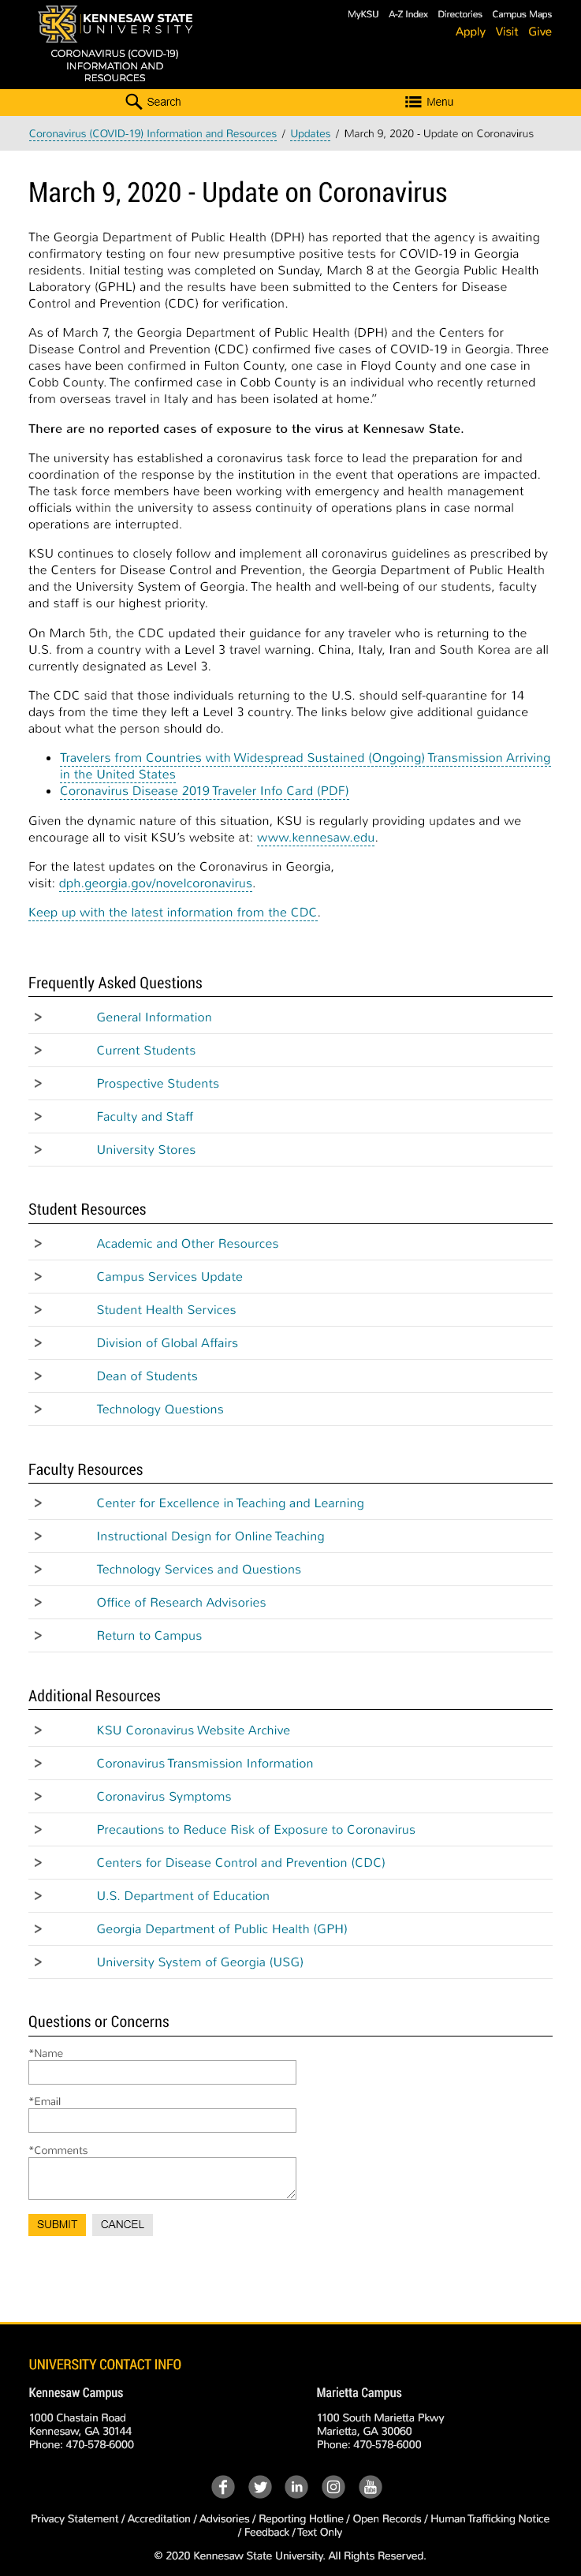 KENNESAW STATE
UNIVERSITY
CORONAVIRUS (COVID-19)
INFORMATION AND
RESOURCES
MyKSU A-Z Index Directories Campus Maps
Apply Visit Give
Search Menu
Coronavirus (COVID-19) Information and Resources / Updates / March 9, 2020 - Update on Coronavirus
March 9, 2020 - Update on Coronavirus
The Georgia Department of Public Health (DPH) has reported that the agency is awaiting
confirmatory testing on four new presumptive positive tests for COVID-19 in Georgia
residents. Initial testing was completed on Sunday, March 8 at the Georgia Public Health
Laboratory (GPHL) and the results have been submitted to the Centers for Disease
Control and Prevention (CDC) for verification.
As of March 7, the Georgia Department of Public Health (DPH) and the Centers for
Disease Control and Prevention (CDC) confirmed five cases of COVID-19 in Georgia. Three
cases have been confirmed in Fulton County, one case in Floyd County and one case in
Cobb County. The confirmed case in Cobb County is an individual who recently returned
from overseas travel in Italy and has been isolated at home.”
There are no reported cases of exposure to the virus at Kennesaw State.
The university has established a coronavirus task force to lead the preparation for and
coordination of the response by the institution in the event that operations are impacted.
The task force members have been working with emergency and health management
officials within the university to assess continuity of operations plans in case normal
operations are interrupted.
KSU continues to closely follow and implement all coronavirus guidelines as prescribed by
the Centers for Disease Control and Prevention, the Georgia Department of Public Health
and the University System of Georgia. The health and well-being of our students, faculty
and staff is our highest priority.
On March 5th, the CDC updated their guidance for any traveler who is returning to the
U.S. from a country with a Level 3 travel warning. China, Italy, Iran and South Korea are all
currently designated as Level 3.
The CDC said that those individuals returning to the U.S. should self-quarantine for 14
days from the time they left a Level 3 country. The links below give additional guidance
about what the person should do.
• Travelers from Countries with Widespread Sustained (Ongoing) Transmission Arriving
in the United States
• Coronavirus Disease 2019 Traveler Info Card (PDF)
Given the dynamic nature of this situation, KSU is regularly providing updates and we
encourage all to visit KSU’s website at: www.kennesaw.edu.
For the latest updates on the Coronavirus in Georgia,
visit: dph.georgia.gov/novelcoronavirus.
Keep up with the latest information from the CDC.
Frequently Asked Questions
> General Information
> Current Students
> Prospective Students
> Faculty and Staff
> University Stores
Student Resources
> Academic and Other Resources
> Campus Services Update
> Student Health Services
> Division of Global Affairs
> Dean of Students
> Technology Questions
Faculty Resources
> Center for Excellence in Teaching and Learning
> Instructional Design for Online Teaching
> Technology Services and Questions
> Office of Research Advisories
> Return to Campus
Additional Resources
> KSU Coronavirus Website Archive
> Coronavirus Transmission Information
> Coronavirus Symptoms
> Precautions to Reduce Risk of Exposure to Coronavirus
> Centers for Disease Control and Prevention (CDC)
> U.S. Department of Education
> Georgia Department of Public Health (GPH)
> University System of Georgia (USG)
Questions or Concerns
*Name
*Email
*Comments
SUBMIT CANCEL
UNIVERSITY CONTACT INFO
Kennesaw Campus
1000 Chastain Road
Kennesaw, GA 30144
Phone: 470-578-6000
Marietta Campus
1100 South Marietta Pkwy
Marietta, GA 30060
Phone: 470-578-6000
Privacy Statement / Accreditation / Advisories / Reporting Hotline / Open Records / Human Trafficking Notice
/ Feedback / Text Only
© 2020 Kennesaw State University. All Rights Reserved.